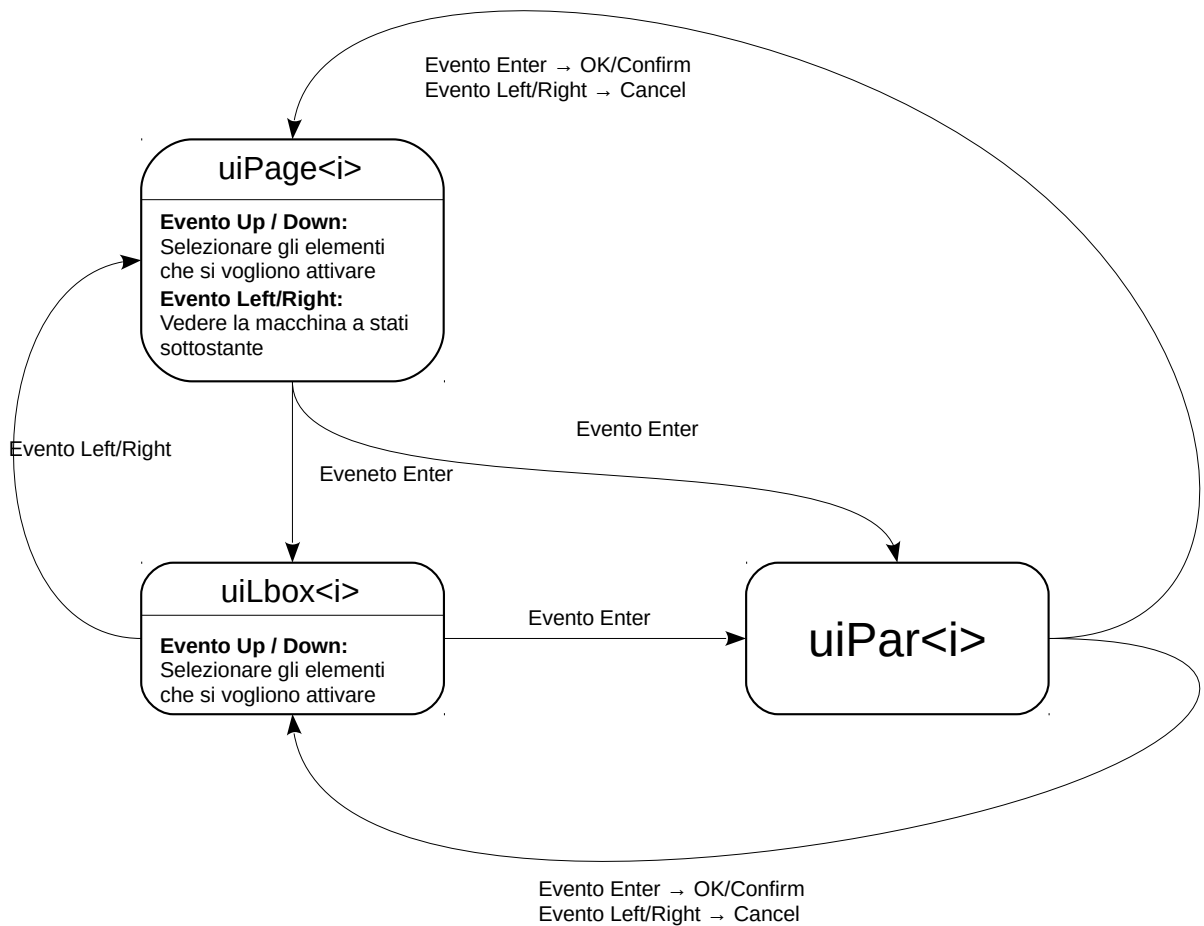 Evento Enter → OK/Confirm
Evento Left/Right → Cancel
uiPage<i>
Evento Up / Down:
Selezionare gli elementi
che si vogliono attivare
Evento Left/Right:
Vedere la macchina a stati
sottostante
Evento Enter
Evento Left/Right
Eveneto Enter
uiLbox<i>
Evento Up / Down:
Selezionare gli elementi
che si vogliono attivare
Evento Enter
uiPar<i>
Evento Enter → OK/Confirm
Evento Left/Right → Cancel